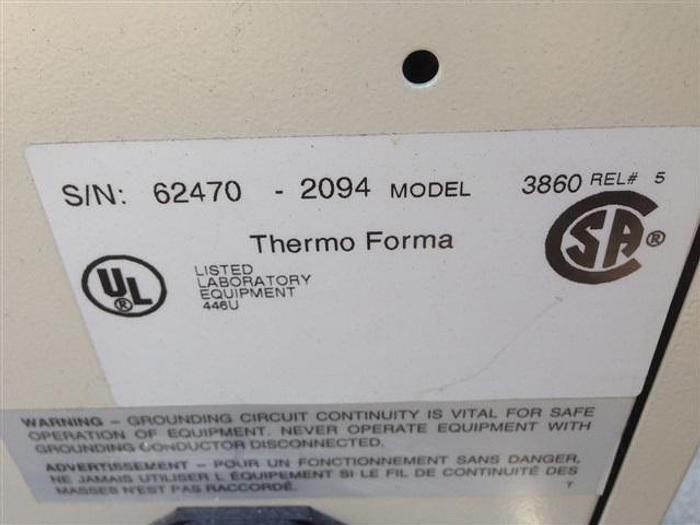 S/N: 62470 - 2094 MODEL 3860 REL# 5
Thermo Forma
UL ®
LISTED
LABORATORY
EQUIPMENT
446U
SA ®
WARNING – GROUNDING CIRCUIT CONTINUITY IS VITAL FOR SAFE
OPERATION OF EQUIPMENT. NEVER OPERATE EQUIPMENT WITH
GROUNDING CONDUCTOR DISCONNECTED.
ADVERTISSEMENT – POUR UN FONCTIONNEMENT SANS DANGER,
NE JAMAIS UTILISER L ÉQUIPEMENT SI LE FIL DE CONTINUITÉ DES
MASSES N'EST PAS RACCORDÉ.